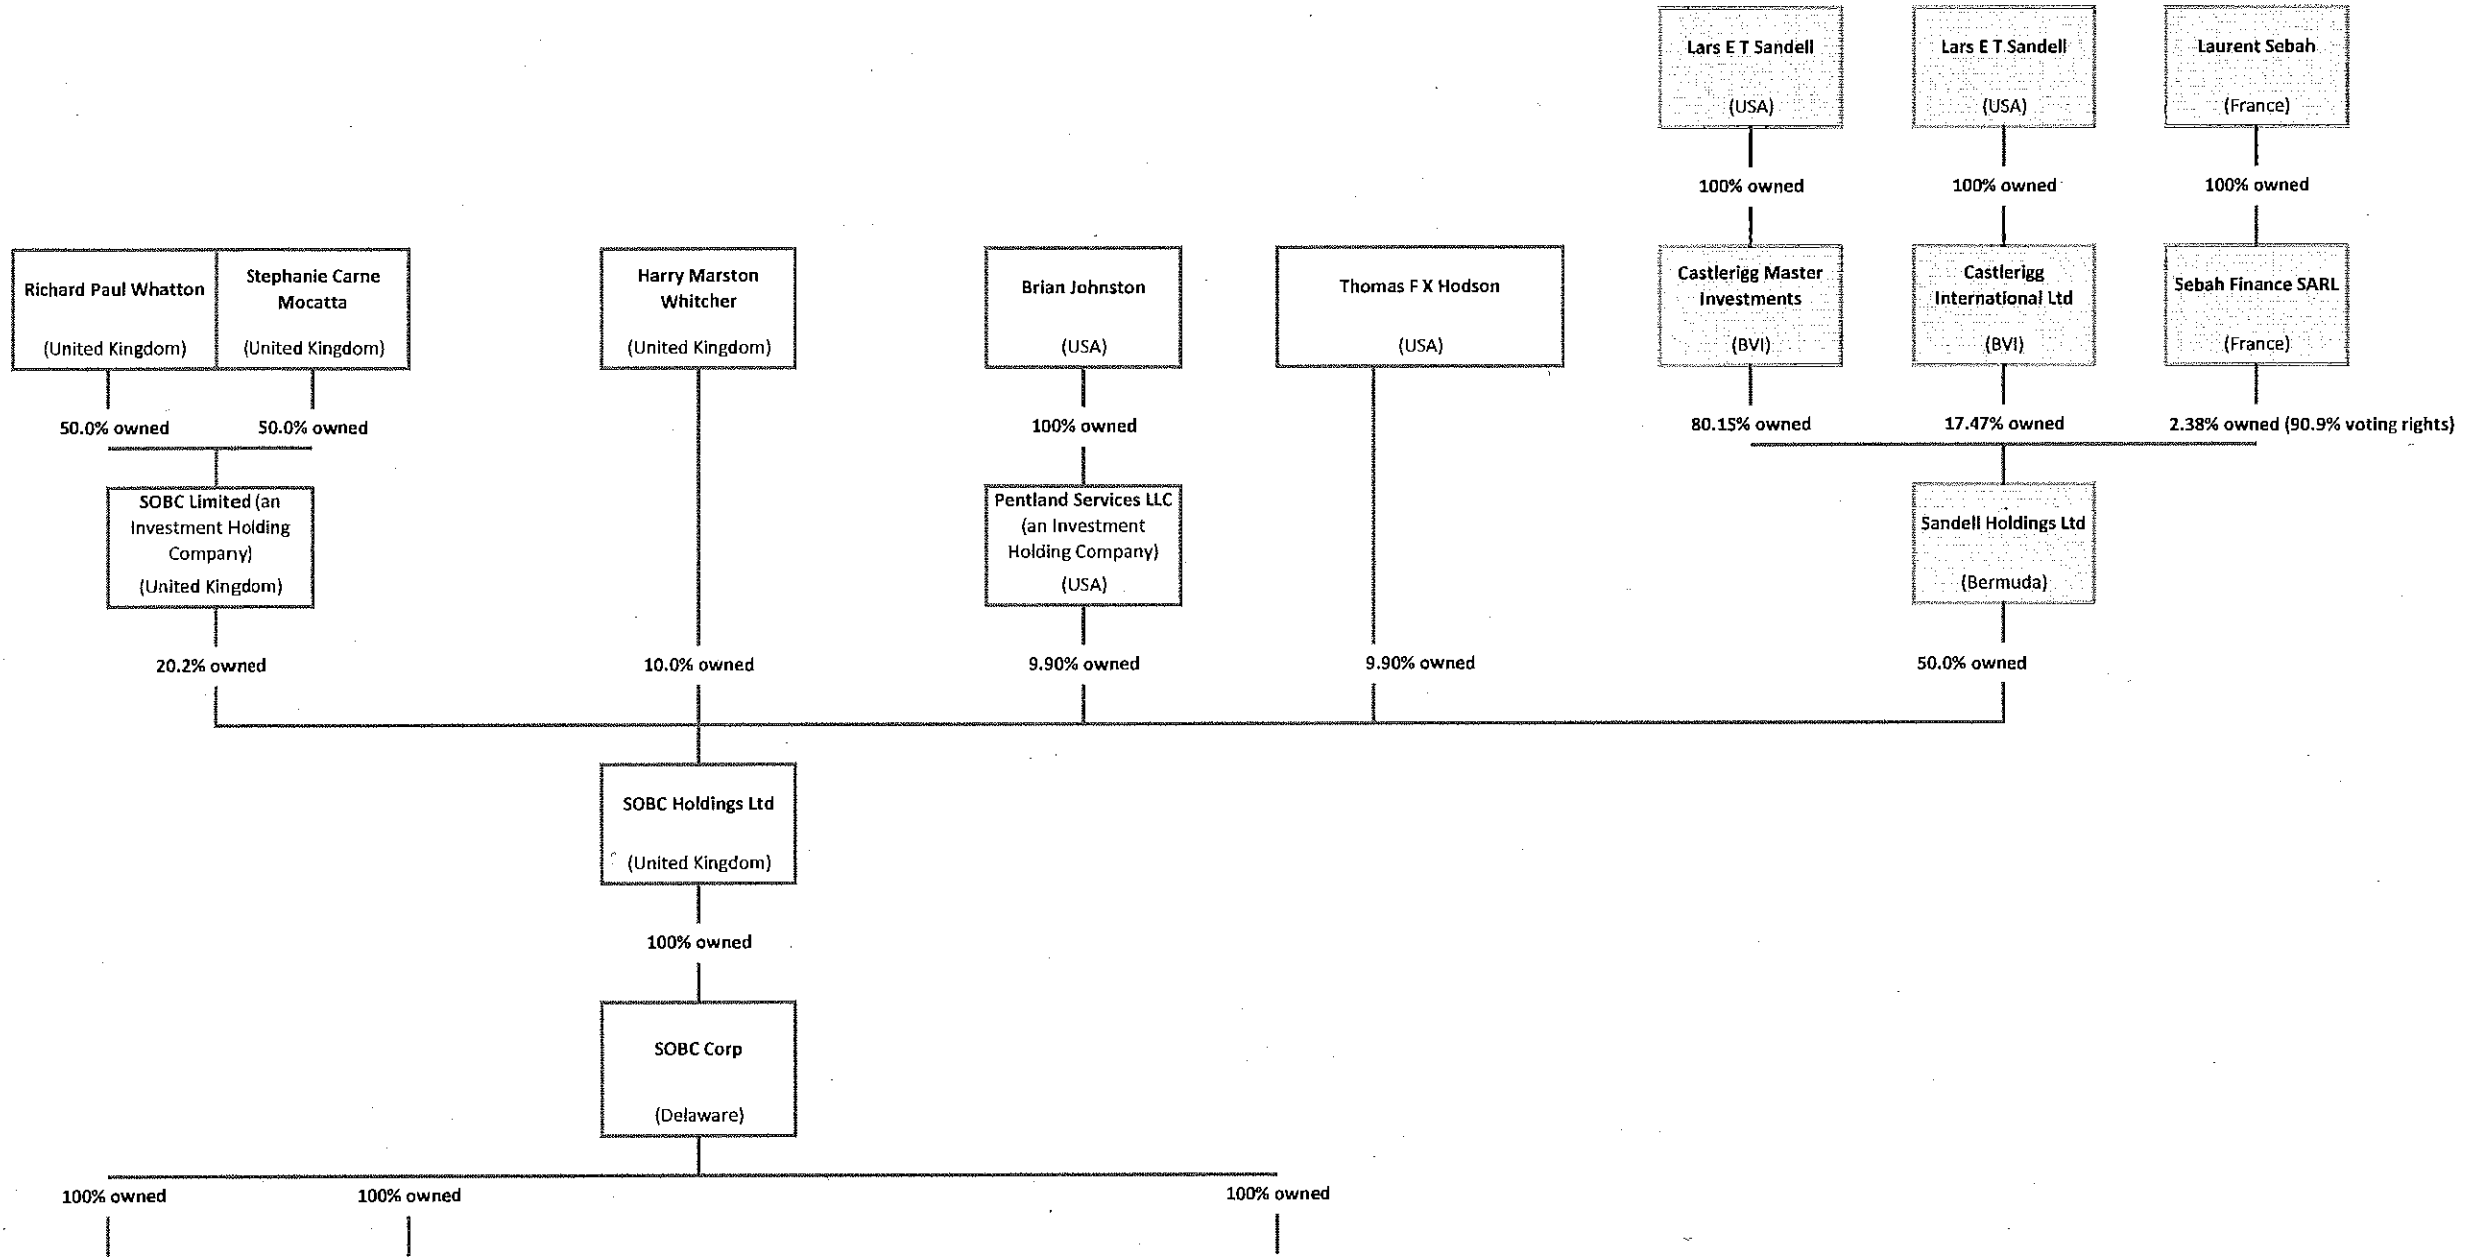 Lars E T Sandell
(USA)
Lars E T Sandell
(USA)
Laurent Sebah
(France)
100% owned
100% owned
100% owned
Richard Paul Whatton
(United Kingdom)
Stephanie Carne
Mocatta
(United Kingdom)
Harry Marston
Whitcher
(United Kingdom)
Brian Johnston
(USA)
Thomas F X Hodson
(USA)
Castlerigg Master
Investments
(BVI)
Castlerigg
International Ltd
(BVI)
Sebah Finance SARL
(France)
50.0% owned
50.0% owned
100% owned
80.15% owned
17.47% owned
2.38% owned (90.9% voting rights)
SOBC Limited (an
Investment Holding
Company)
(United Kingdom)
Pentland Services LLC
(an Investment
Holding Company)
(USA)
Sandell Holdings Ltd
(Bermuda)
20.2% owned
10.0% owned
9.90% owned
9.90% owned
50.0% owned
SOBC Holdings Ltd
(United Kingdom)
100% owned
SOBC Corp
(Delaware)
100% owned
100% owned
100% owned